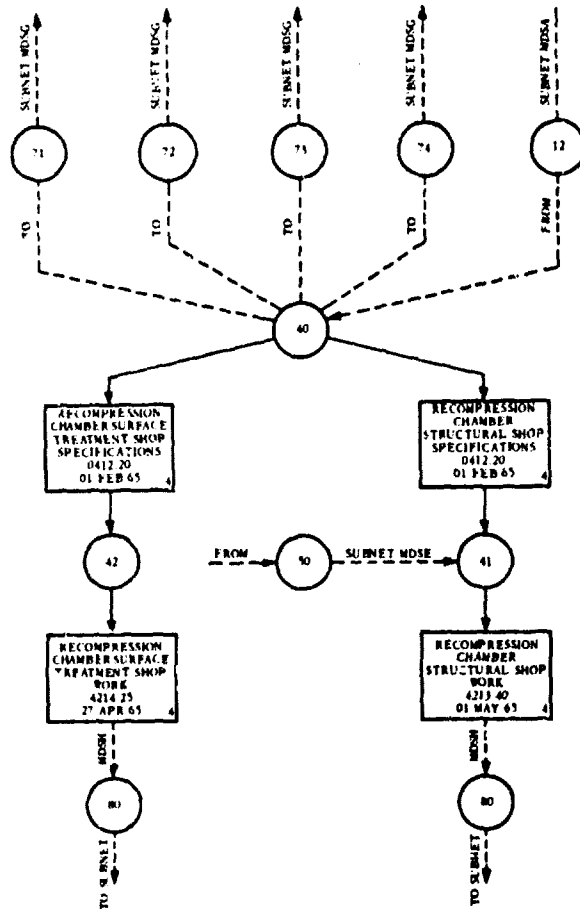 SUBNET MDSG
SUBNET MDSG
SUBNET MDSG
SUBNET MDSG
SUBNET MDSA
71
72
73
74
12
TO
TO
TO
TO
FROM
40
RECOMPRESSION
CHAMBER SURFACE
TREATMENT SHOP
SPECIFICATIONS
0412.20
01 FEB 65
4
RECOMPRESSION
CHAMBER
STRUCTURAL SHOP
SPECIFICATIONS
0412.20
01 FEB 65
4
42
FROM
50
SUBNET MDSE
41
RECOMPRESSION
CHAMBER SURFACE
TREATMENT SHOP
WORK
4214.25
27 APR 65
4
RECOMPRESSION
CHAMBER
STRUCTURAL SHOP
WORK
4213.40
01 MAY 65
4
MDSH
MDSH
80
80
TO SUBNET
TO SUBNET